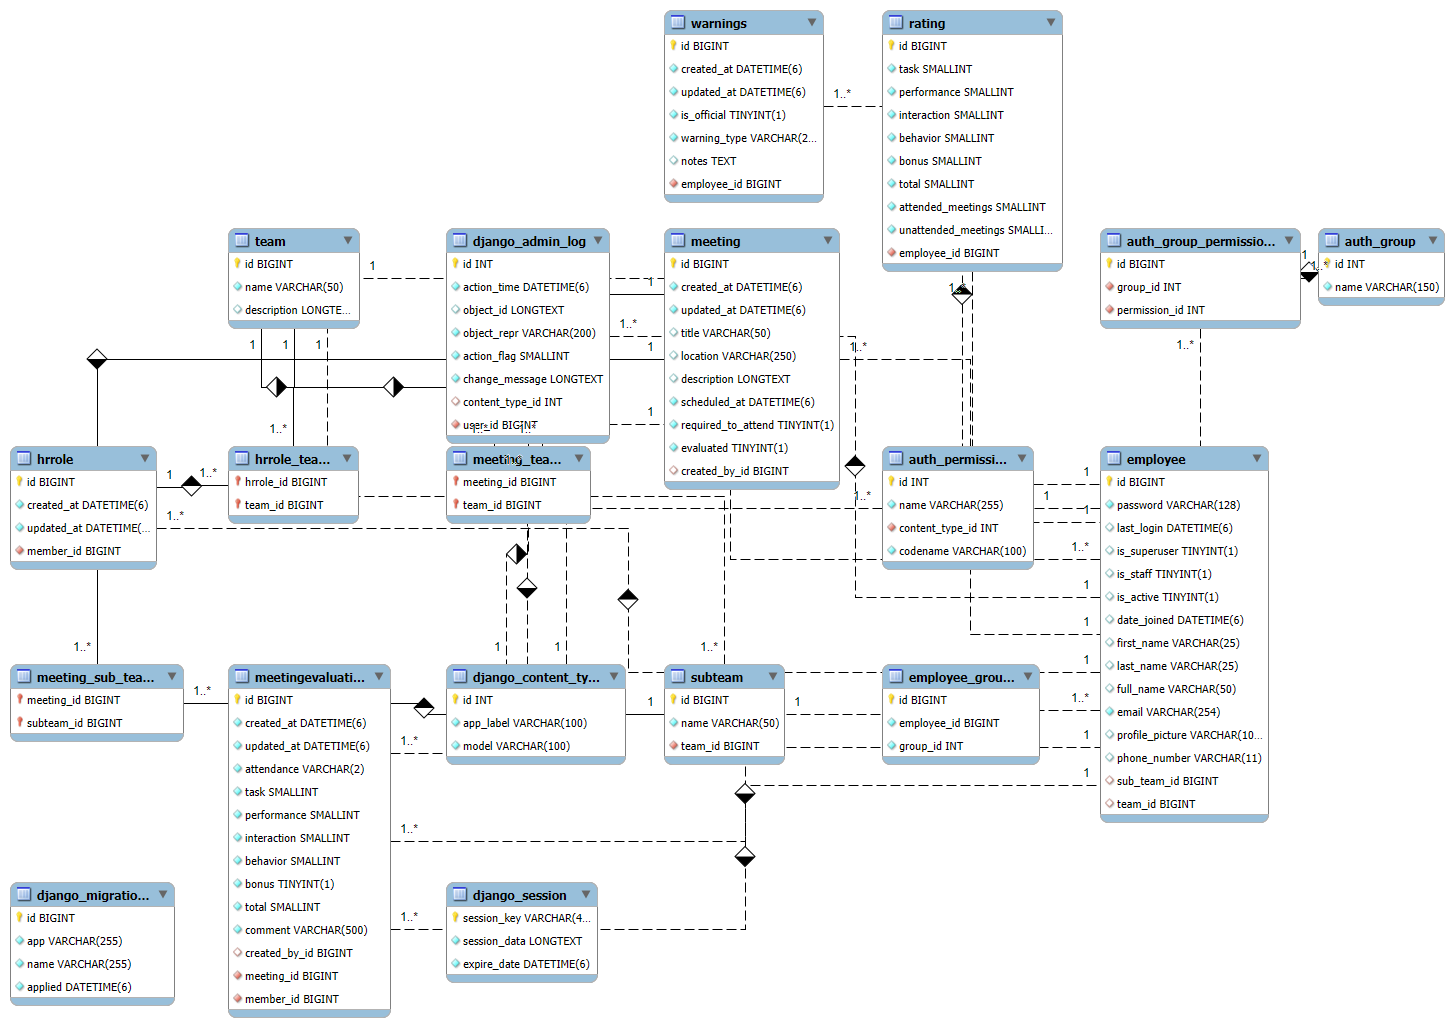 warnings
id BIGINT
created_at DATETIME(6)
updated_at DATETIME(6)
is_official TINYINT(1)
warning_type VARCHAR(2...
notes TEXT
employee_id BIGINT
1..*
rating
id BIGINT
task SMALLINT
performance SMALLINT
interaction SMALLINT
behavior SMALLINT
bonus SMALLINT
total SMALLINT
attended_meetings SMALLINT
unattended_meetings SMALLI...
employee_id BIGINT
1..*
team
id BIGINT
name VARCHAR(50)
description LONGTE...
1
1
1
1
django_admin_log
id INT
action_time DATETIME(6)
object_id LONGTEXT
object_repr VARCHAR(200)
action_flag SMALLINT
change_message LONGTEXT
content_type_id INT
user_id BIGINT
1..*
1..*
1
1..*
1
1
meeting
id BIGINT
created_at DATETIME(6)
updated_at DATETIME(6)
title VARCHAR(50)
location VARCHAR(250)
description LONGTEXT
scheduled_at DATETIME(6)
required_to_attend TINYINT(1)
evaluated TINYINT(1)
created_by_id BIGINT
1..*
auth_group_permissio...
id BIGINT
group_id INT
permission_id INT
1
1..*
1..*
auth_group
id INT
name VARCHAR(150)
hrrole
id BIGINT
created_at DATETIME(6)
updated_at DATETIME(...
member_id BIGINT
1
1..*
1..*
1..*
1..*
hrrole_tea...
hrrole_id BIGINT
team_id BIGINT
meeting_tea...
meeting_id BIGINT
team_id BIGINT
1..*
auth_permissi...
id INT
name VARCHAR(255)
content_type_id INT
codename VARCHAR(100)
1
1
1
1..*
1
1
1
1..*
1
1
employee
id BIGINT
password VARCHAR(128)
last_login DATETIME(6)
is_superuser TINYINT(1)
is_staff TINYINT(1)
is_active TINYINT(1)
date_joined DATETIME(6)
first_name VARCHAR(25)
last_name VARCHAR(25)
full_name VARCHAR(50)
email VARCHAR(254)
profile_picture VARCHAR(10...
phone_number VARCHAR(11)
sub_team_id BIGINT
team_id BIGINT
meeting_sub_tea...
meeting_id BIGINT
subteam_id BIGINT
1..*
meetingevaluati...
id BIGINT
created_at DATETIME(6)
updated_at DATETIME(6)
attendance VARCHAR(2)
task SMALLINT
performance SMALLINT
interaction SMALLINT
behavior SMALLINT
bonus TINYINT(1)
total SMALLINT
comment VARCHAR(500)
created_by_id BIGINT
meeting_id BIGINT
member_id BIGINT
1..*
1..*
1..*
1
1
django_content_ty...
id INT
app_label VARCHAR(100)
model VARCHAR(100)
1
1..*
subteam
id BIGINT
name VARCHAR(50)
team_id BIGINT
1
employee_grou...
id BIGINT
employee_id BIGINT
group_id INT
django_migratio...
id BIGINT
app VARCHAR(255)
name VARCHAR(255)
applied DATETIME(6)
django_session
session_key VARCHAR(4...
session_data LONGTEXT
expire_date DATETIME(6)